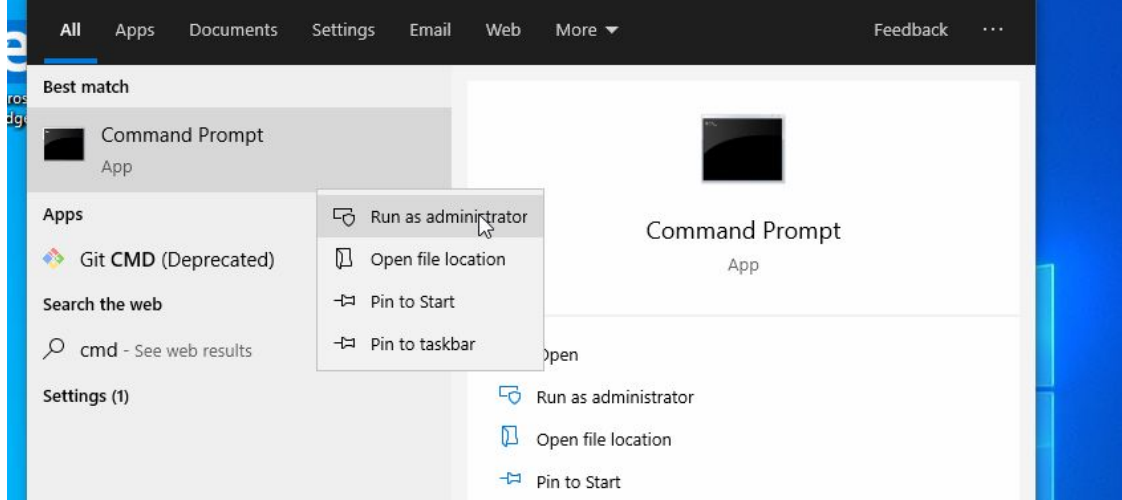 All Apps Documents Settings Email Web More Feedback ...
Best match
Command Prompt
App
Apps
Git CMD (Deprecated)
Search the web
cmd - See web results
Settings (1)
Run as administrator
Open file location
Pin to Start
Pin to taskbar
Command Prompt
App
Open
Run as administrator
Open file location
Pin to Start